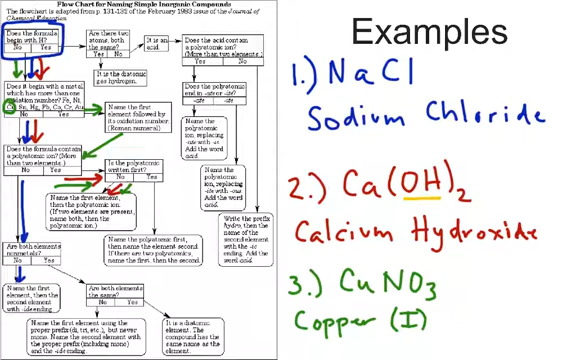 Flow Chart for Naming Simple Inorganic Compounds
The flowchart is adapted from p. 131-132 of the February 1983 issue of the Journal of
Chemical Education.
Does the formula
begin with H?
No Yes
Are there two
atoms, both
the same?
Yes No
It is an acid.
Does the acid contain
a polyatomic ion?
(More than two elements)
Yes No
It is the diatomic
gas hydrogen.
Does it begin with a metal
which has more than one
oxidation number? Fe, Ni,
Cu, Sn, Hg, Pb, Co, Cr, Au
No Yes
Name the first
element followed by
its oxidation number
(Roman numeral)
Does the polyatomic
end in -ate or -ite?
-ite -ate
Name the
polyatomic
ion, replacing
-ate with -ic
Add the word
acid.
Does the formula contain
a polyatomic ion? (More
than two elements)
No Yes
Is the polyatomic
written first?
No Yes
Name the first element,
then the polyatomic ion.
(If two elements are present,
name both, then the
polyatomic ion.)
Name the
polyatomic
ion, replacing
-ite with -ous
Add the word
acid.
Write the prefix
hydro, then the
name of the second
element with the
-ic ending. Add the
word acid.
Name the polyatomic first,
then name the element second.
If there are two polyatomics,
name the first, then the second.
Are both elements
nonmetals?
No Yes
Name the first
element, then the
second element
with -ide ending.
Are both elements
the same?
No Yes
Name the first element using the
proper prefix (di, tri, etc.), but never
mono. Name the second element with
the proper prefix (including mono) and
the -ide ending.
It is a diatomic element. The
compound has the same name
as the element.
Examples
1.) NaCl
Sodium Chloride
2.) Ca(OH)2
Calcium Hydroxide
3.) CuNO3
Copper (I)